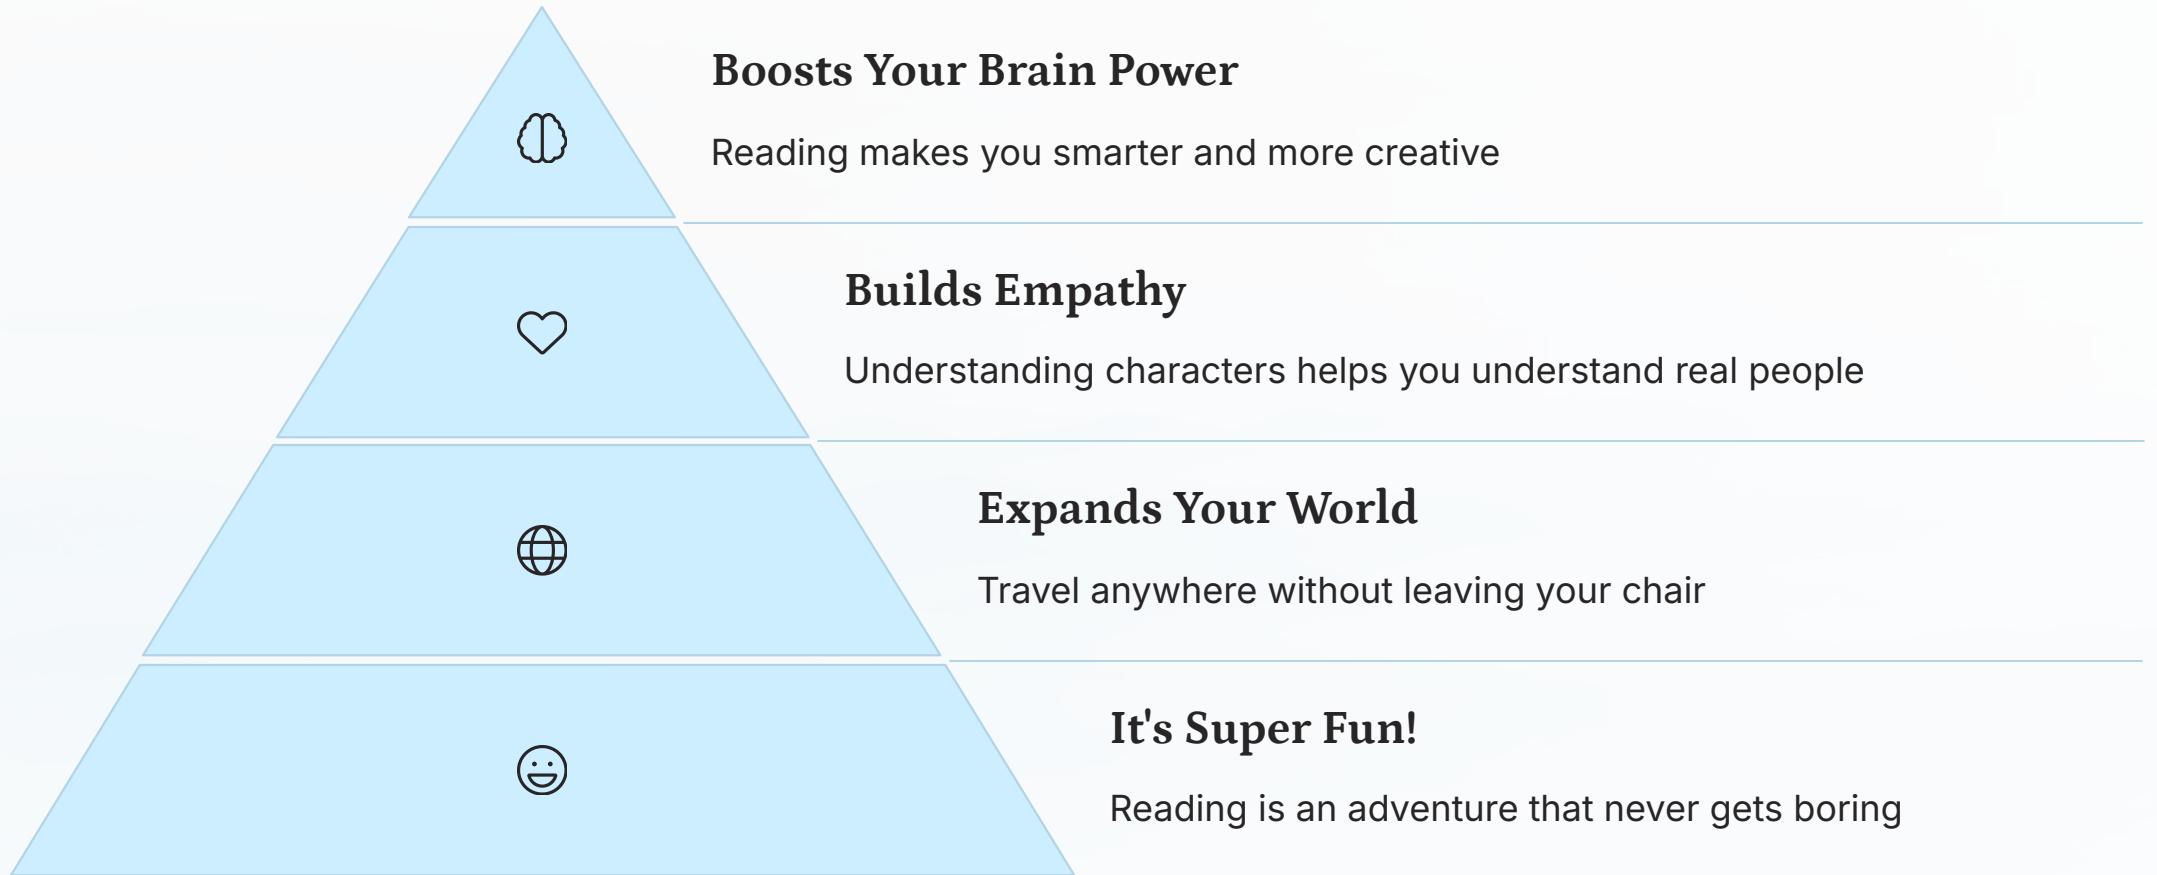 Boosts Your Brain Power
Reading makes you smarter and more creative
Builds Empathy
Understanding characters helps you understand real people
Expands Your World
Travel anywhere without leaving your chair
It's Super Fun!
Reading is an adventure that never gets boring